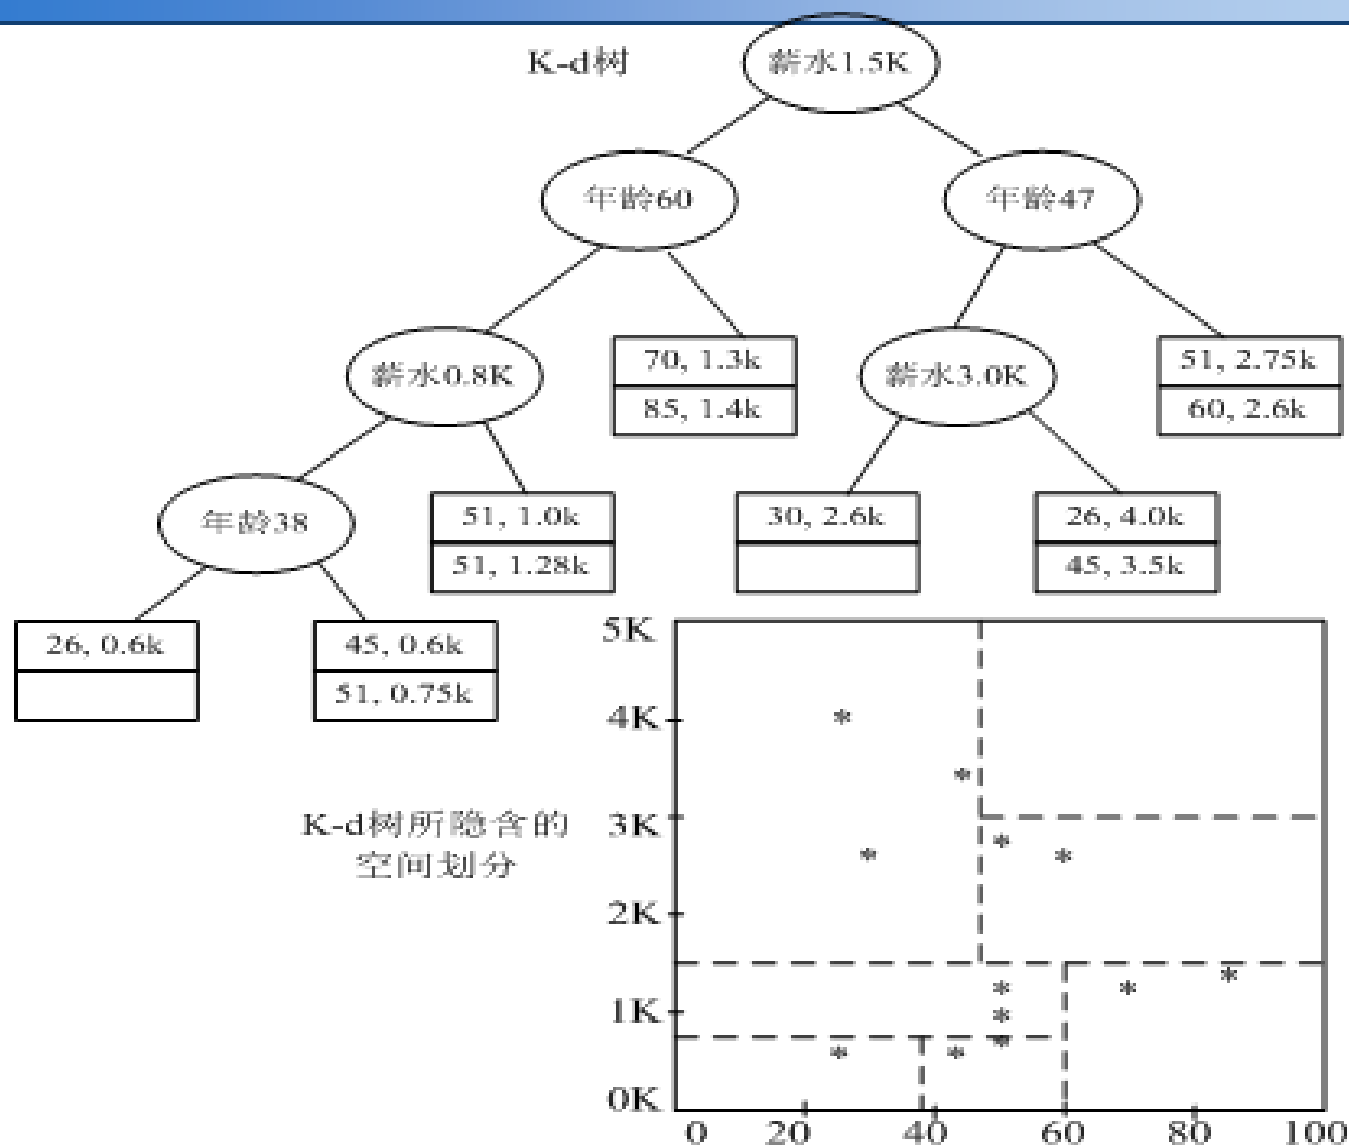 K-d树
薪水1.5K
年龄60
年龄47
薪水0.8K
70, 1.3k
85, 1.4k
薪水3.0K
51, 2.75k
60, 2.6k
年龄38
51, 1.0k
51, 1.28k
30, 2.6k
26, 4.0k
45, 3.5k
26, 0.6k
45, 0.6k
51, 0.75k
5K
4K
K-d树所隐含的
空间划分
3K
2K
1K
0K
0 20 40 60 80 100